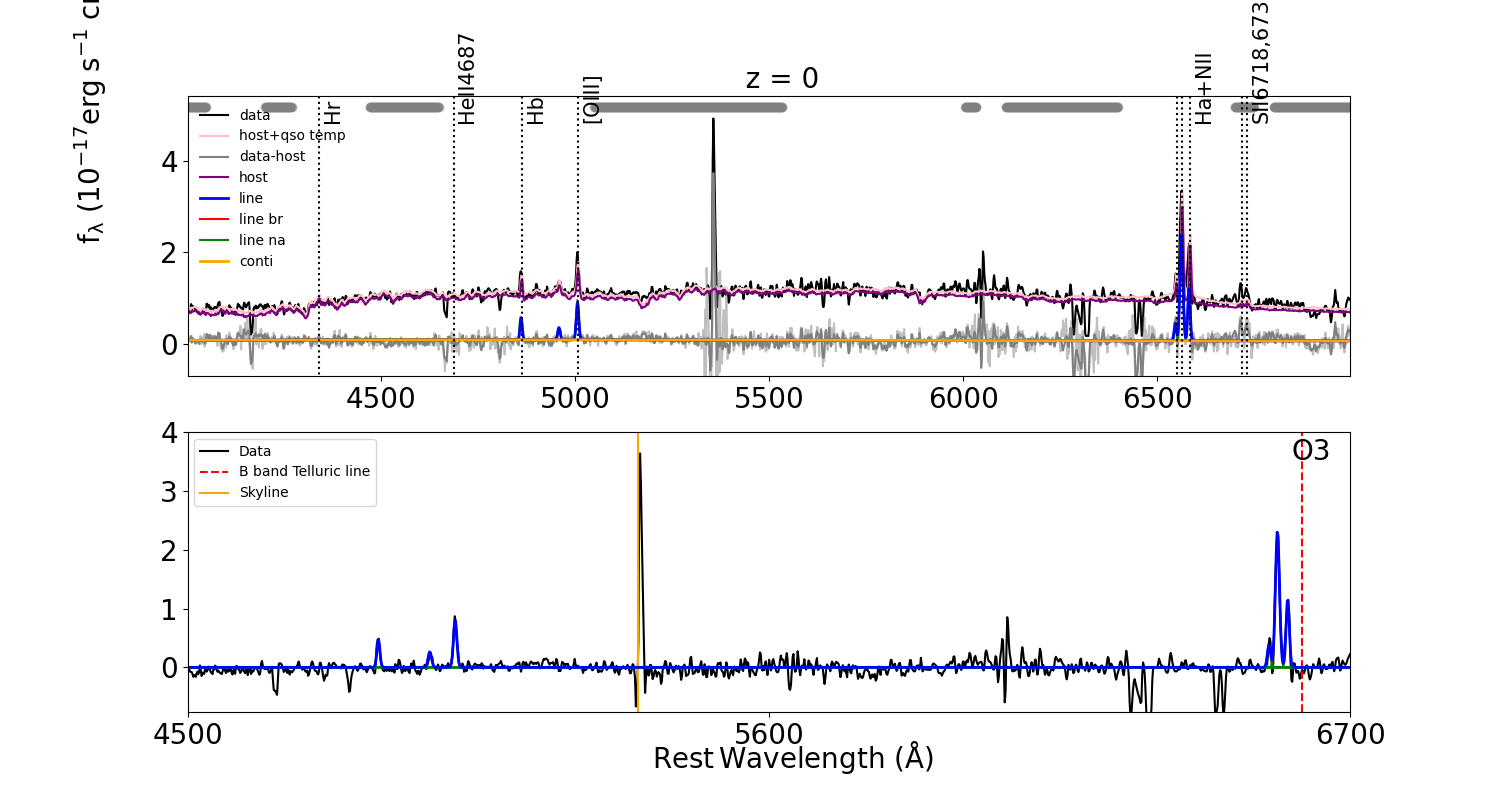 z = 0
f_λ (10^−17 erg s^−1 c
Hr
HeII4687
Hb
[OIII]
Ha+NII
SII6718,673
data
host+qso temp
data-host
host
line
line br
line na
conti
4
2
0
4500
5000
5500
6000
6500
4
3
2
1
0
Data
B band Telluric line
Skyline
O3
4500
5600
6700
Rest Wavelength (Å)